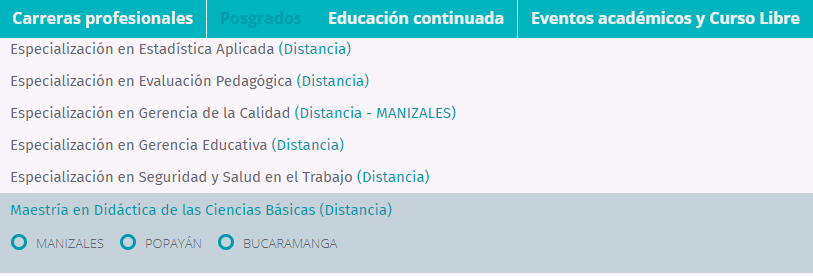 Carreras profesionales Posgrados Educación continuada Eventos académicos y Curso Libre
Especialización en Estadística Aplicada (Distancia)
Especialización en Evaluación Pedagógica (Distancia)
Especialización en Gerencia de la Calidad (Distancia - MANIZALES)
Especialización en Gerencia Educativa (Distancia)
Especialización en Seguridad y Salud en el Trabajo (Distancia)
Maestría en Didáctica de las Ciencias Básicas (Distancia)
MANIZALES POPAYÁN BUCARAMANGA